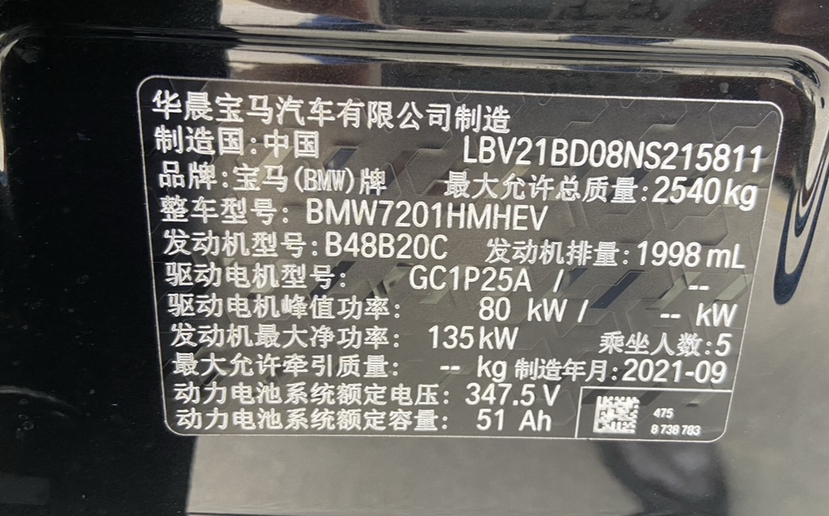 华晨宝马汽车有限公司制造
制造国:中国 LBV21BD08NS215811
品牌:宝马(BMW)牌 最大允许总质量:2540kg
整车型号: BMW7201HMHEV
发动机型号:B48B20C 发动机排量:1998 mL
驱动电机型号: GC1P25A / --
驱动电机峰值功率: 80 kW / -- kW
发动机最大净功率: 135kW 乘坐人数:5
最大允许牵引质量: -- kg 制造年月:2021-09
动力电池系统额定电压: 347.5 V
动力电池系统额定容量: 51 Ah
475
8 738 783